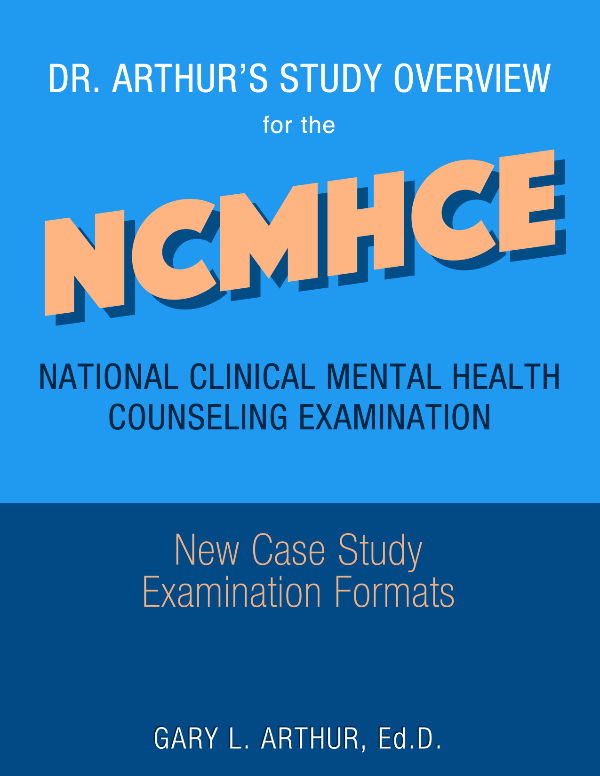 DR. ARTHUR'S STUDY OVERVIEW
for the
NCMHCE
NATIONAL CLINICAL MENTAL HEALTH
COUNSELING EXAMINATION
New Case Study
Examination Formats
GARY L. ARTHUR, Ed.D.